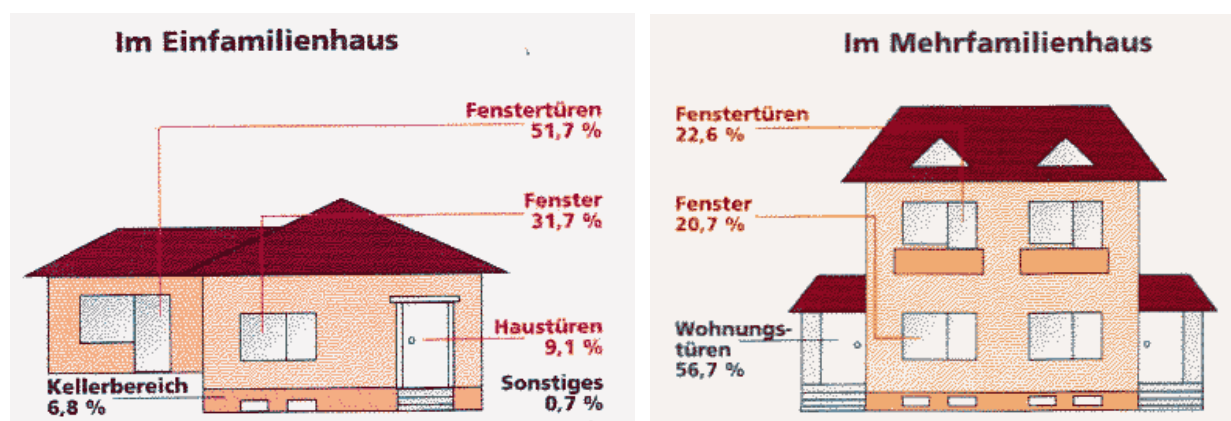 Im Einfamilienhaus
Fenstertüren
51,7 %
Fenster
31,7 %
Haustüren
9,1 %
Kellerbereich
6,8 %
Sonstiges
0,7 %
Im Mehrfamilienhaus
Fenstertüren
22,6 %
Fenster
20,7 %
Wohnungs-
türen
56,7 %